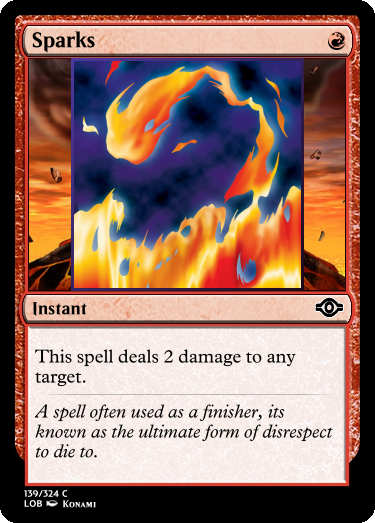 Sparks
Instant
This spell deals 2 damage to any
target.
A spell often used as a finisher, its
known as the ultimate form of disrespect
to die to.
139/324 C
LOB KONAMI